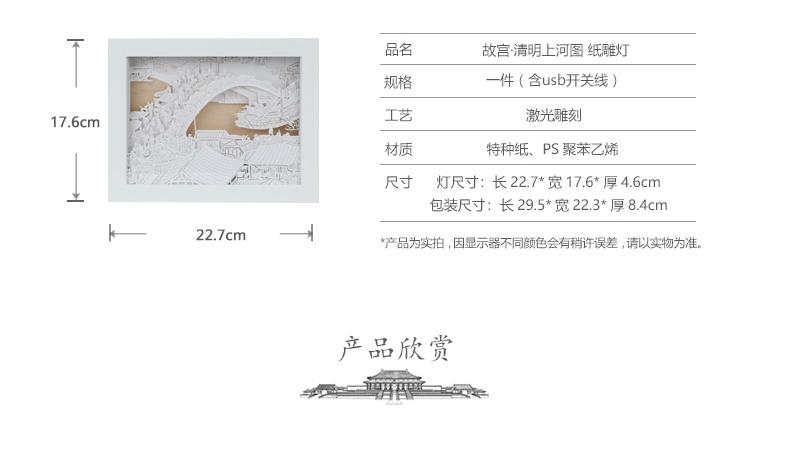 17.6cm
22.7cm
品名 故宫·清明上河图 纸雕灯
规格 一件（含usb开关线）
工艺 激光雕刻
材质 特种纸、PS 聚苯乙烯
尺寸 灯尺寸：长 22.7* 宽 17.6* 厚 4.6cm
包装尺寸：长 29.5* 宽 22.3* 厚 8.4cm
*产品为实拍，因显示器不同颜色会有稍许误差，请以实物为准。
产品欣赏